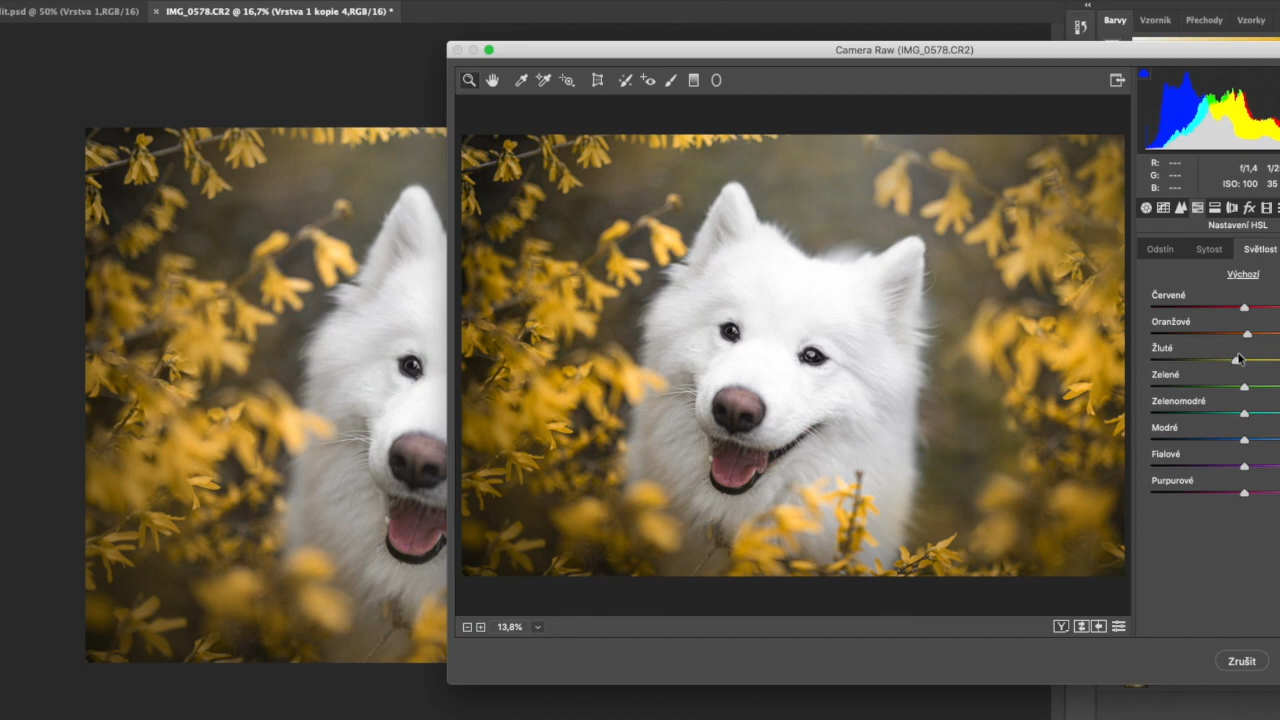 lit.psd @ 50% (Vrstva 1,RGB/16)
× IMG_0578.CR2 @ 16,7% (Vrstva 1 kopie 4,RGB/16) *
Barvy Vzorník Přechody Vzorky
Camera Raw (IMG_0578.CR2)
R: ---
G: ---
B: ---
f/1,4
ISO: 100 35
Nastavení HSL
Odstín Sytost Světlost
Výchozí
Červené
Oranžové
Žluté
Zelené
Zelenomodré
Modré
Fialové
Purpurové
13,8%
Y
Zrušit